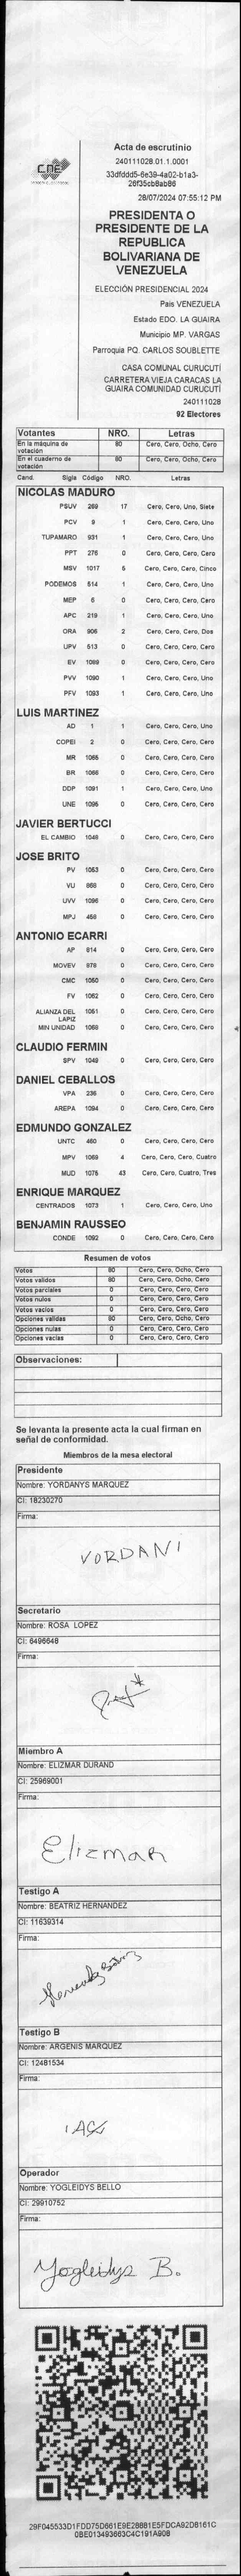 CNE
Acta de escrutinio
240111028.01.1.0001
33dfddd5-6e39-4a02-b1a3-
26f35cb8ab86
28/07/2024 07:55:12 PM
PRESIDENTA O
PRESIDENTE DE LA
REPUBLICA
BOLIVARIANA DE
VENEZUELA
ELECCIÓN PRESIDENCIAL 2024
País VENEZUELA
Estado EDO. LA GUAIRA
Municipio MP. VARGAS
Parroquia PQ. CARLOS SOUBLETTE
CASA COMUNAL CURUCUTÍ
CARRETERA VIEJA CARACAS LA
GUAIRA COMUNIDAD CURUCUTÍ
240111028
92 Electores
Votantes NRO. Letras
En la máquina de votación 80 Cero, Cero, Ocho, Cero
En el cuaderno de votación 80 Cero, Cero, Ocho, Cero
Cand. Sigla Código NRO. Letras
NICOLAS MADURO
PSUV 269 17 Cero, Cero, Uno, Siete
PCV 9 1 Cero, Cero, Cero, Uno
TUPAMARO 931 1 Cero, Cero, Cero, Uno
PPT 276 0 Cero, Cero, Cero, Cero
MSV 1017 5 Cero, Cero, Cero, Cinco
PODEMOS 514 1 Cero, Cero, Cero, Uno
MEP 6 0 Cero, Cero, Cero, Cero
APC 219 1 Cero, Cero, Cero, Uno
ORA 906 2 Cero, Cero, Cero, Dos
UPV 513 0 Cero, Cero, Cero, Cero
EV 1089 0 Cero, Cero, Cero, Cero
PVV 1090 1 Cero, Cero, Cero, Uno
PFV 1093 1 Cero, Cero, Cero, Uno
LUIS MARTINEZ
AD 1 1 Cero, Cero, Cero, Uno
COPEI 2 0 Cero, Cero, Cero, Cero
MR 1065 0 Cero, Cero, Cero, Cero
BR 1068 0 Cero, Cero, Cero, Cero
DDP 1091 1 Cero, Cero, Cero, Uno
UNE 1095 0 Cero, Cero, Cero, Cero
JAVIER BERTUCCI
EL CAMBIO 1048 0 Cero, Cero, Cero, Cero
JOSE BRITO
PV 1053 0 Cero, Cero, Cero, Cero
VU 868 0 Cero, Cero, Cero, Cero
UVV 1096 0 Cero, Cero, Cero, Cero
MPJ 458 0 Cero, Cero, Cero, Cero
ANTONIO ECARRI
AP 814 0 Cero, Cero, Cero, Cero
MOVEV 978 0 Cero, Cero, Cero, Cero
CMC 1050 0 Cero, Cero, Cero, Cero
FV 1062 0 Cero, Cero, Cero, Cero
ALIANZA DEL LAPIZ 1051 0 Cero, Cero, Cero, Cero
MIN UNIDAD 1068 0 Cero, Cero, Cero, Cero
CLAUDIO FERMIN
SPV 1049 0 Cero, Cero, Cero, Cero
DANIEL CEBALLOS
VPA 236 0 Cero, Cero, Cero, Cero
AREPA 1094 0 Cero, Cero, Cero, Cero
EDMUNDO GONZALEZ
UNTC 460 0 Cero, Cero, Cero, Cero
MPV 1069 4 Cero, Cero, Cero, Cuatro
MUD 1075 43 Cero, Cero, Cuatro, Tres
ENRIQUE MARQUEZ
CENTRADOS 1073 1 Cero, Cero, Cero, Uno
BENJAMIN RAUSSEO
CONDE 1092 0 Cero, Cero, Cero, Cero
Resumen de votos
Votos 80 Cero, Cero, Ocho, Cero
Votos validos 80 Cero, Cero, Ocho, Cero
Votos parciales 0 Cero, Cero, Cero, Cero
Votos nulos 0 Cero, Cero, Cero, Cero
Votos vacios 0 Cero, Cero, Cero, Cero
Opciones validas 80 Cero, Cero, Ocho, Cero
Opciones nulas 0 Cero, Cero, Cero, Cero
Opciones vacias 0 Cero, Cero, Cero, Cero
Observaciones:
Se levanta la presente acta la cual firman en
señal de conformidad.
Miembros de la mesa electoral
Presidente
Nombre: YORDANYS MARQUEZ
CI: 18230270
Firma:
YORDANI
Secretario
Nombre: ROSA LOPEZ
CI: 6496648
Firma:
Miembro A
Nombre: ELIZMAR DURAND
CI: 25969001
Firma:
Elizmar
Testigo A
Nombre: BEATRIZ HERNANDEZ
CI: 11639314
Firma:
Testigo B
Nombre: ARGENIS MARQUEZ
CI: 12481534
Firma:
Operador
Nombre: YOGLEIDYS BELLO
CI: 29910752
Firma:
Yogleidys B.
29F045533D1FDD75D661E9E28881E5FDCA92D8161C
0BE013493663C4C191A908